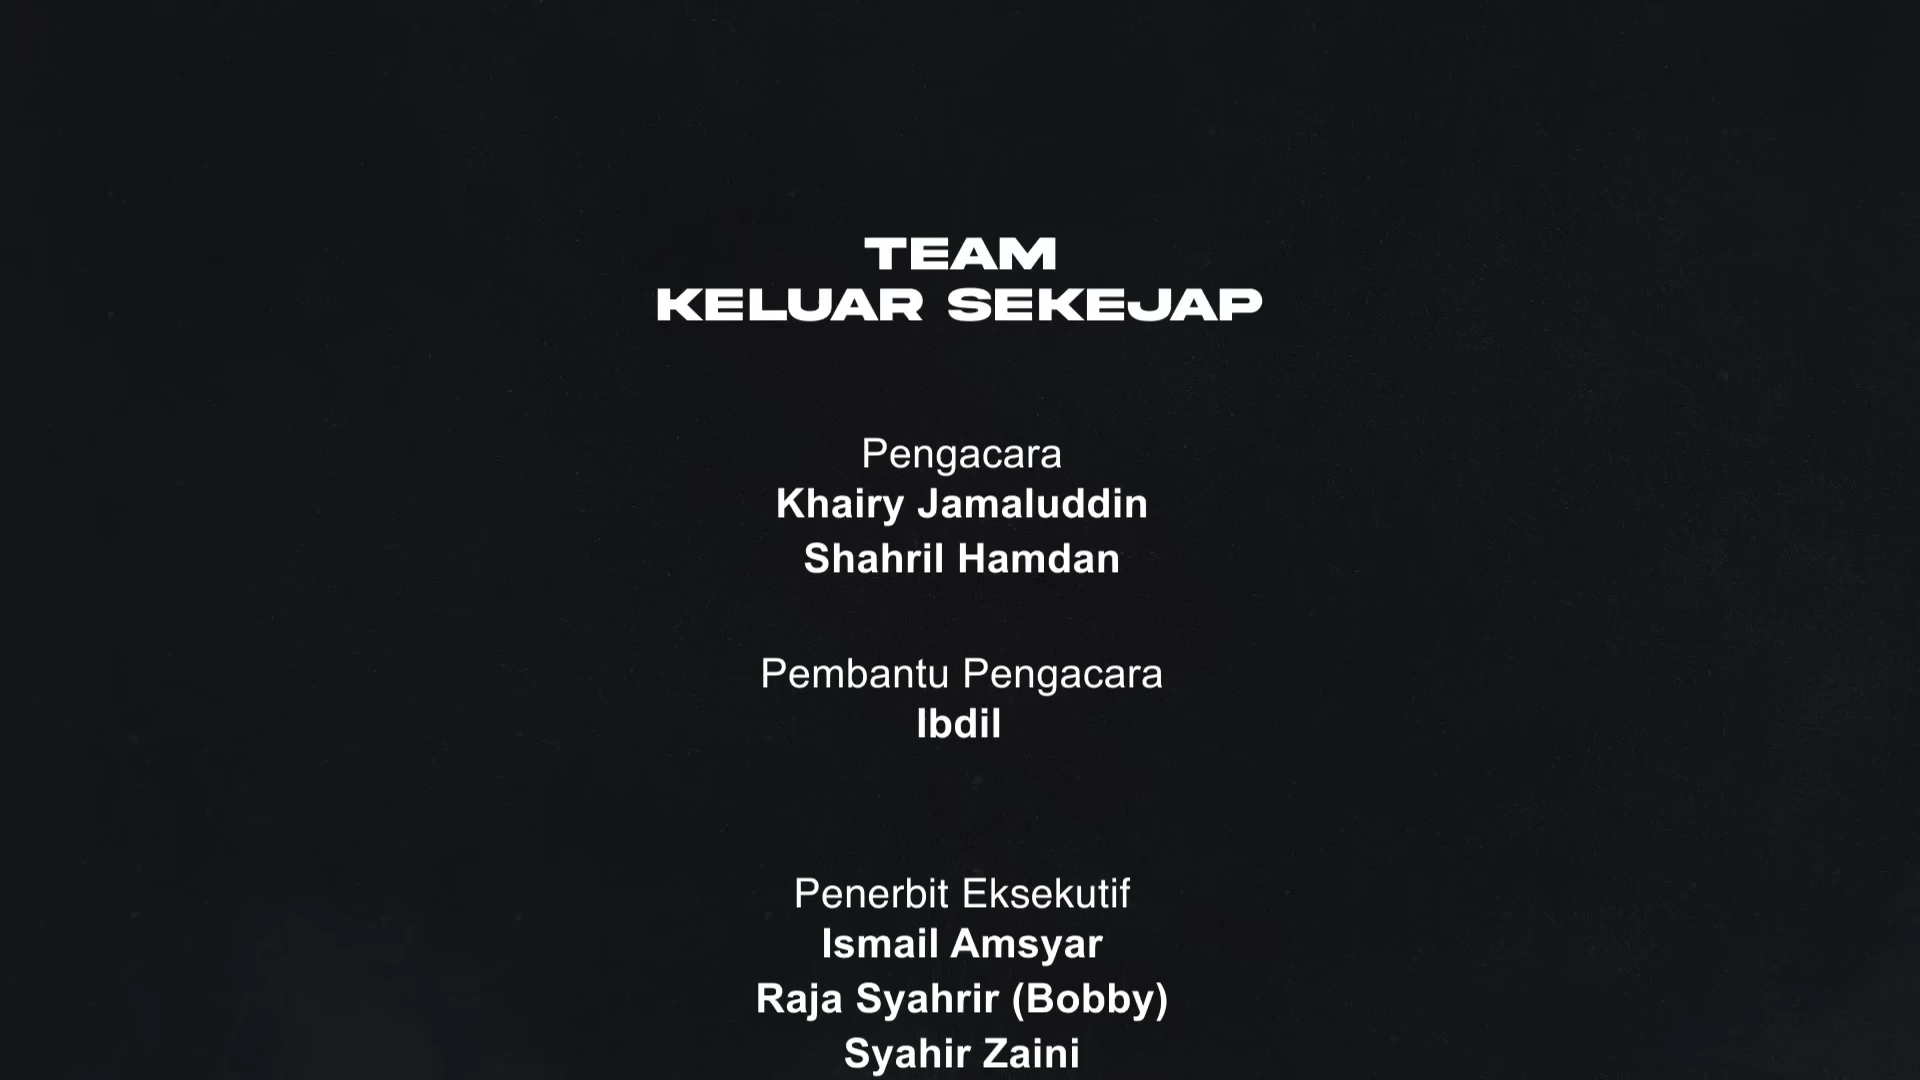 TEAM
KELUAR SEKEJAP
Pengacara
Khairy Jamaluddin
Shahril Hamdan
Pembantu Pengacara
Ibdil
Penerbit Eksekutif
Ismail Amsyar
Raja Syahrir (Bobby)
Syahir Zaini